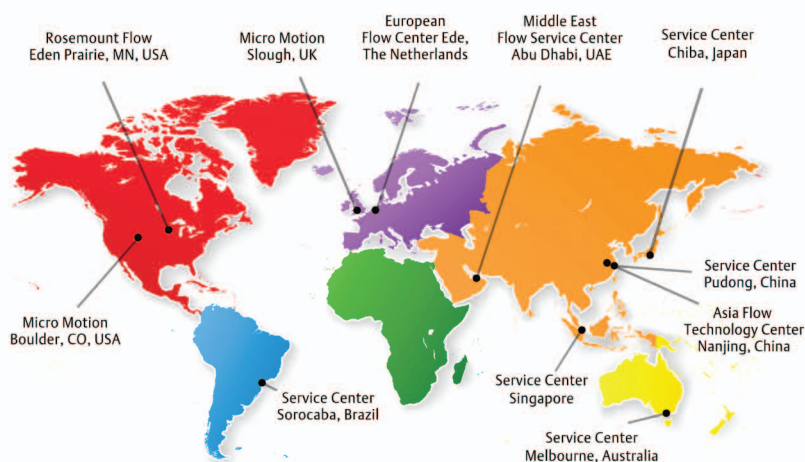 Rosemount Flow
Eden Prairie, MN, USA
Micro Motion
Slough, UK
European
Flow Center Ede,
The Netherlands
Middle East
Flow Service Center
Abu Dhabi, UAE
Service Center
Chiba, Japan
Service Center
Pudong, China
Asia Flow
Technology Center
Nanjing, China
Micro Motion
Boulder, CO, USA
Service Center
Singapore
Service Center
Sorocaba, Brazil
Service Center
Melbourne, Australia